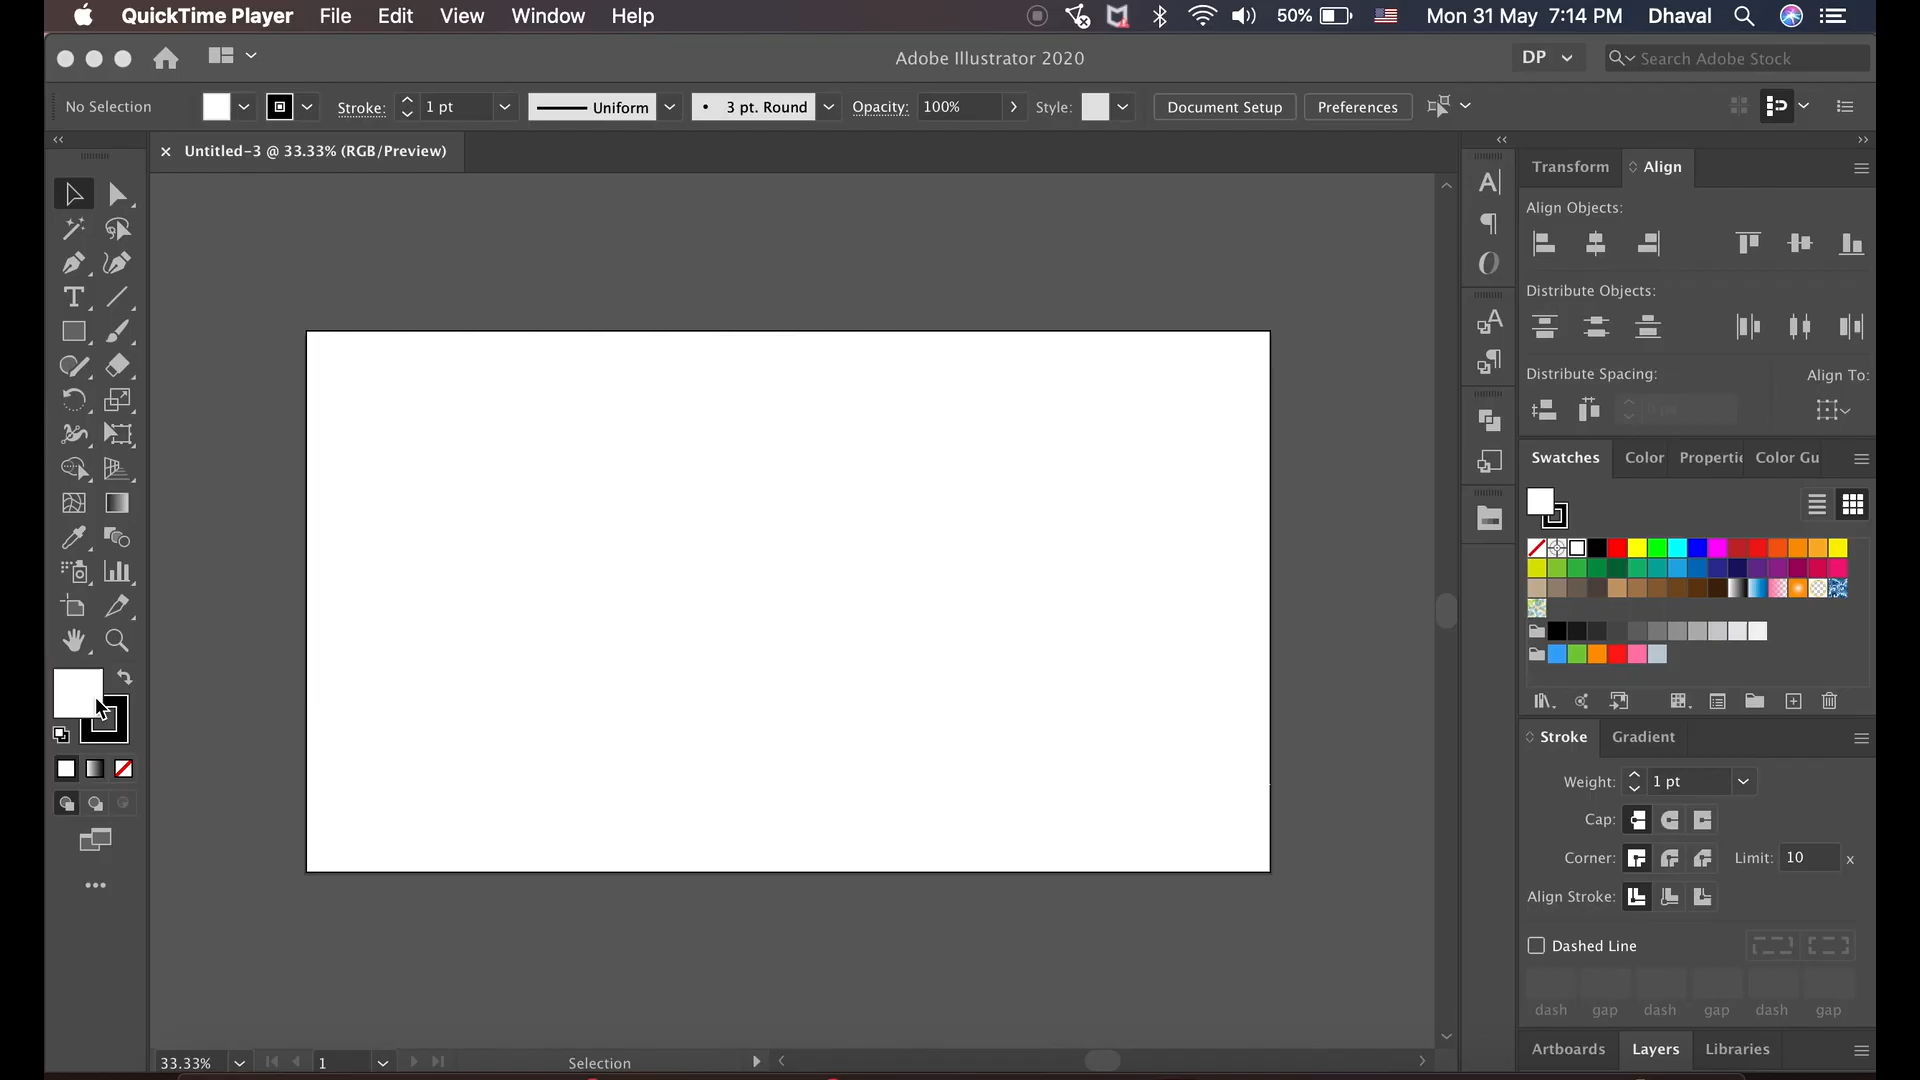 QuickTime Player File Edit View Window Help 50% Mon 31 May 7:14 PM Dhaval
Adobe Illustrator 2020 DP Search Adobe Stock
No Selection Stroke: 1 pt Uniform 3 pt. Round Opacity: 100% Style: Document Setup Preferences
Untitled-3 @ 33.33% (RGB/Preview)
Transform Align
Align Objects:
Distribute Objects:
Distribute Spacing: Align To:
0 px
Swatches Color Propertie Color Gu
Stroke Gradient
Weight: 1 pt
Cap:
Corner: Limit: 10 x
Align Stroke:
Dashed Line
dash gap dash gap dash gap
Artboards Layers Libraries
33.33% 1 Selection